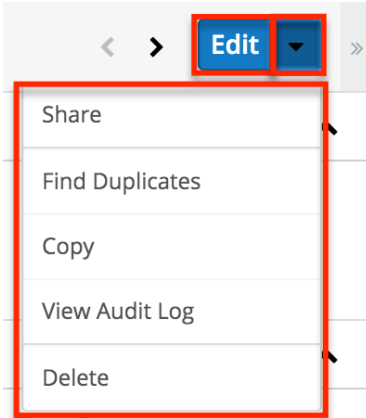 Edit
Share
Find Duplicates
Copy
View Audit Log
Delete